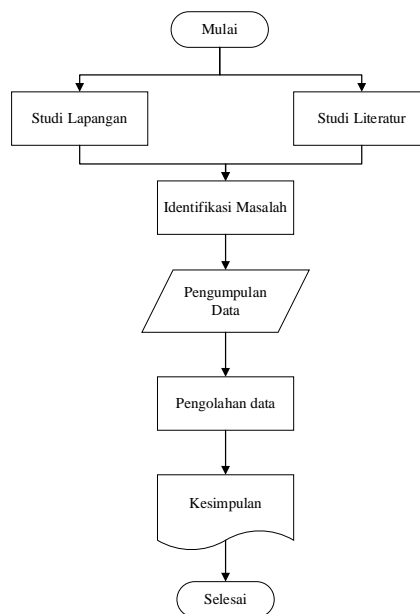 Mulai
Studi Lapangan
Studi Literatur
Identifikasi Masalah
Pengumpulan
Data
Pengolahan data
Kesimpulan
Selesai